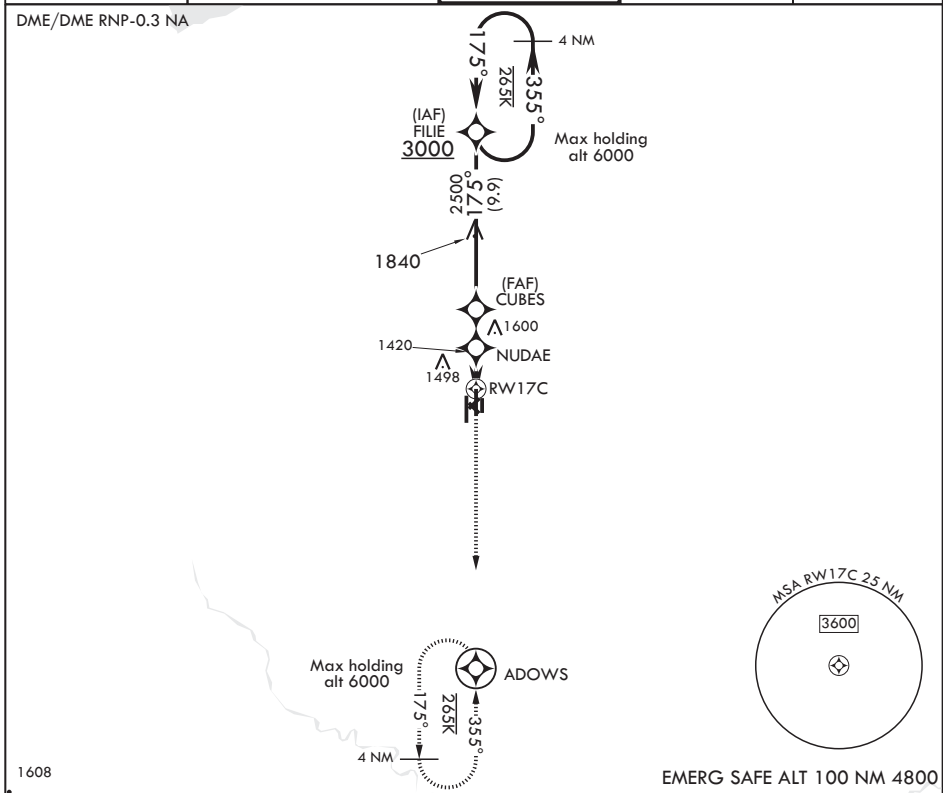 DME/DME RNP-0.3 NA
4 NM
175°
265K
355°
(IAF)
FILIE
3000
Max holding
alt 6000
2500
175°
(9.9)
1840
(FAF)
CUBES
1600
1420
NUDAE
1498
RW17C
MSA RW17C 25 NM
3600
Max holding
alt 6000
ADOWS
175°
265K
355°
4 NM
1608
EMERG SAFE ALT 100 NM 4800